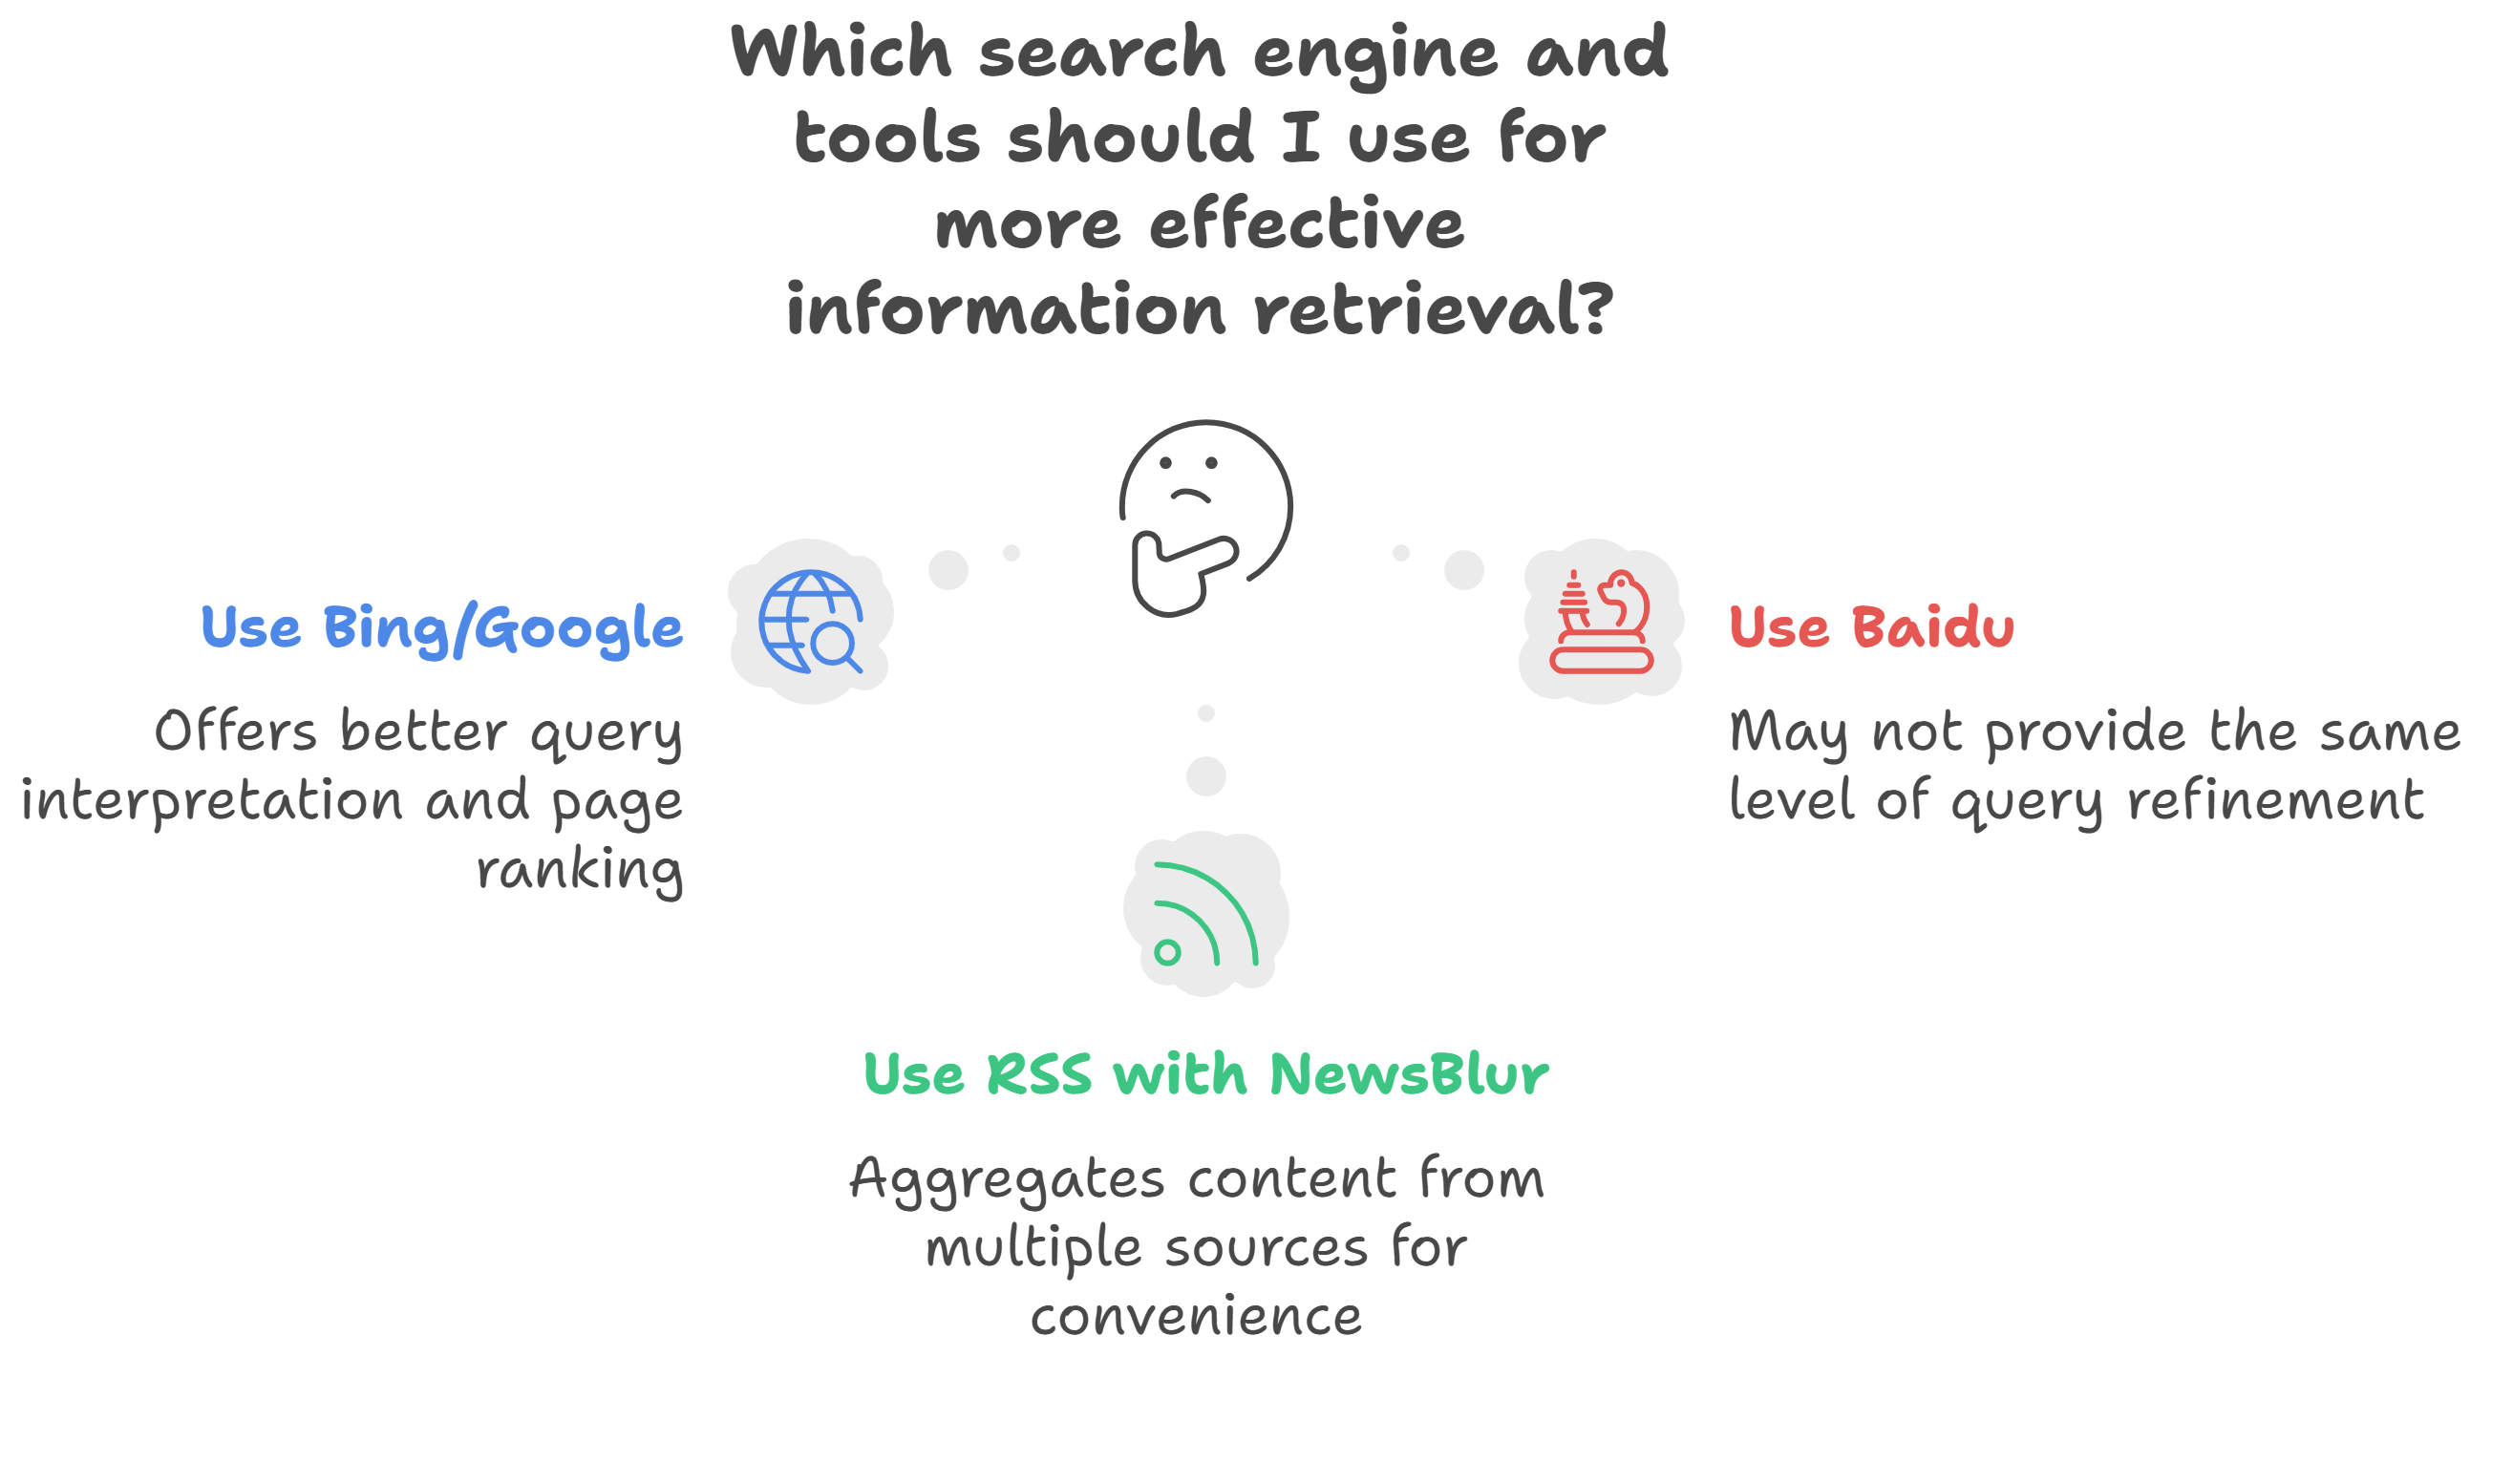 Which search engine and
tools should I use for
more effective
information retrieval?
Use Bing/Google
Offers better query
interpretation and page
ranking
Use Baidu
May not provide the same
level of query refinement
Use RSS with NewsBlur
Aggregates content from
multiple sources for
convenience